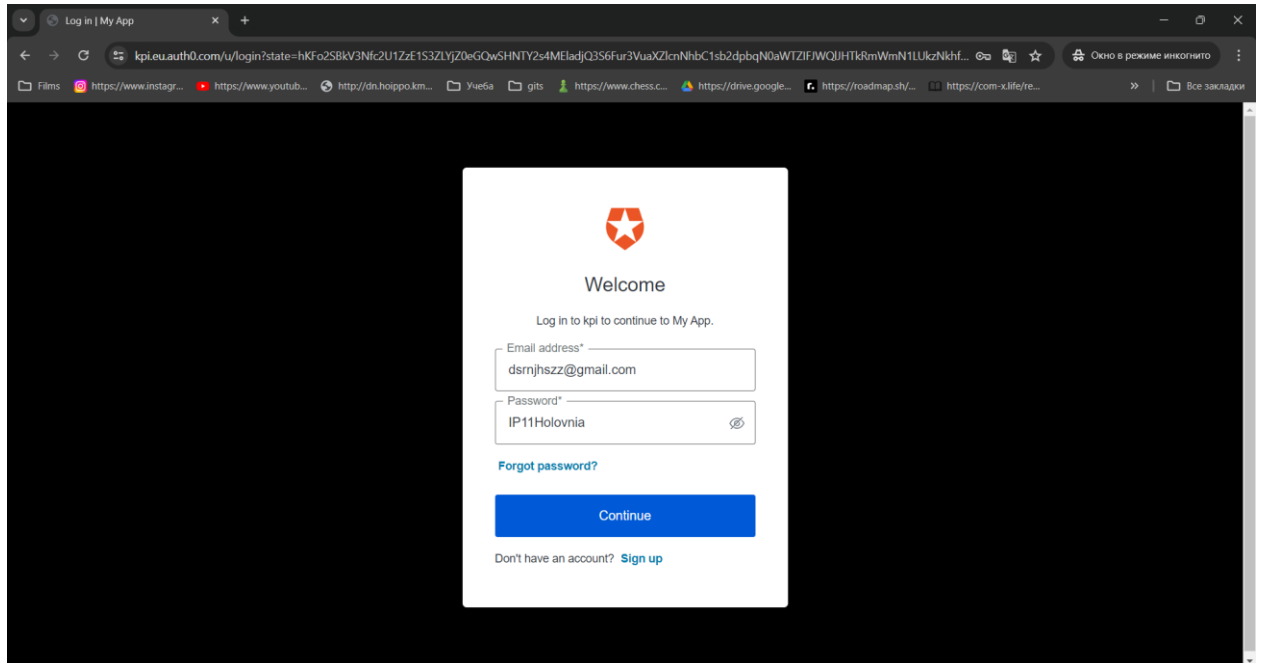 Log in | My App
kpi.eu.auth0.com/u/login?state=
Окно в режиме инкогнито
Films https://www.instagr... https://www.youtub... http://dn.hoippo.km... Учеба gits https://www.chess.c... https://drive.google... https://roadmap.sh/... https://com-x.life/re... » Все закладки
Welcome
Log in to kpi to continue to My App.
Email address*
dsrnjhszz@gmail.com
Password*
IP11Holovnia
Forgot password?
Continue
Don't have an account? Sign up